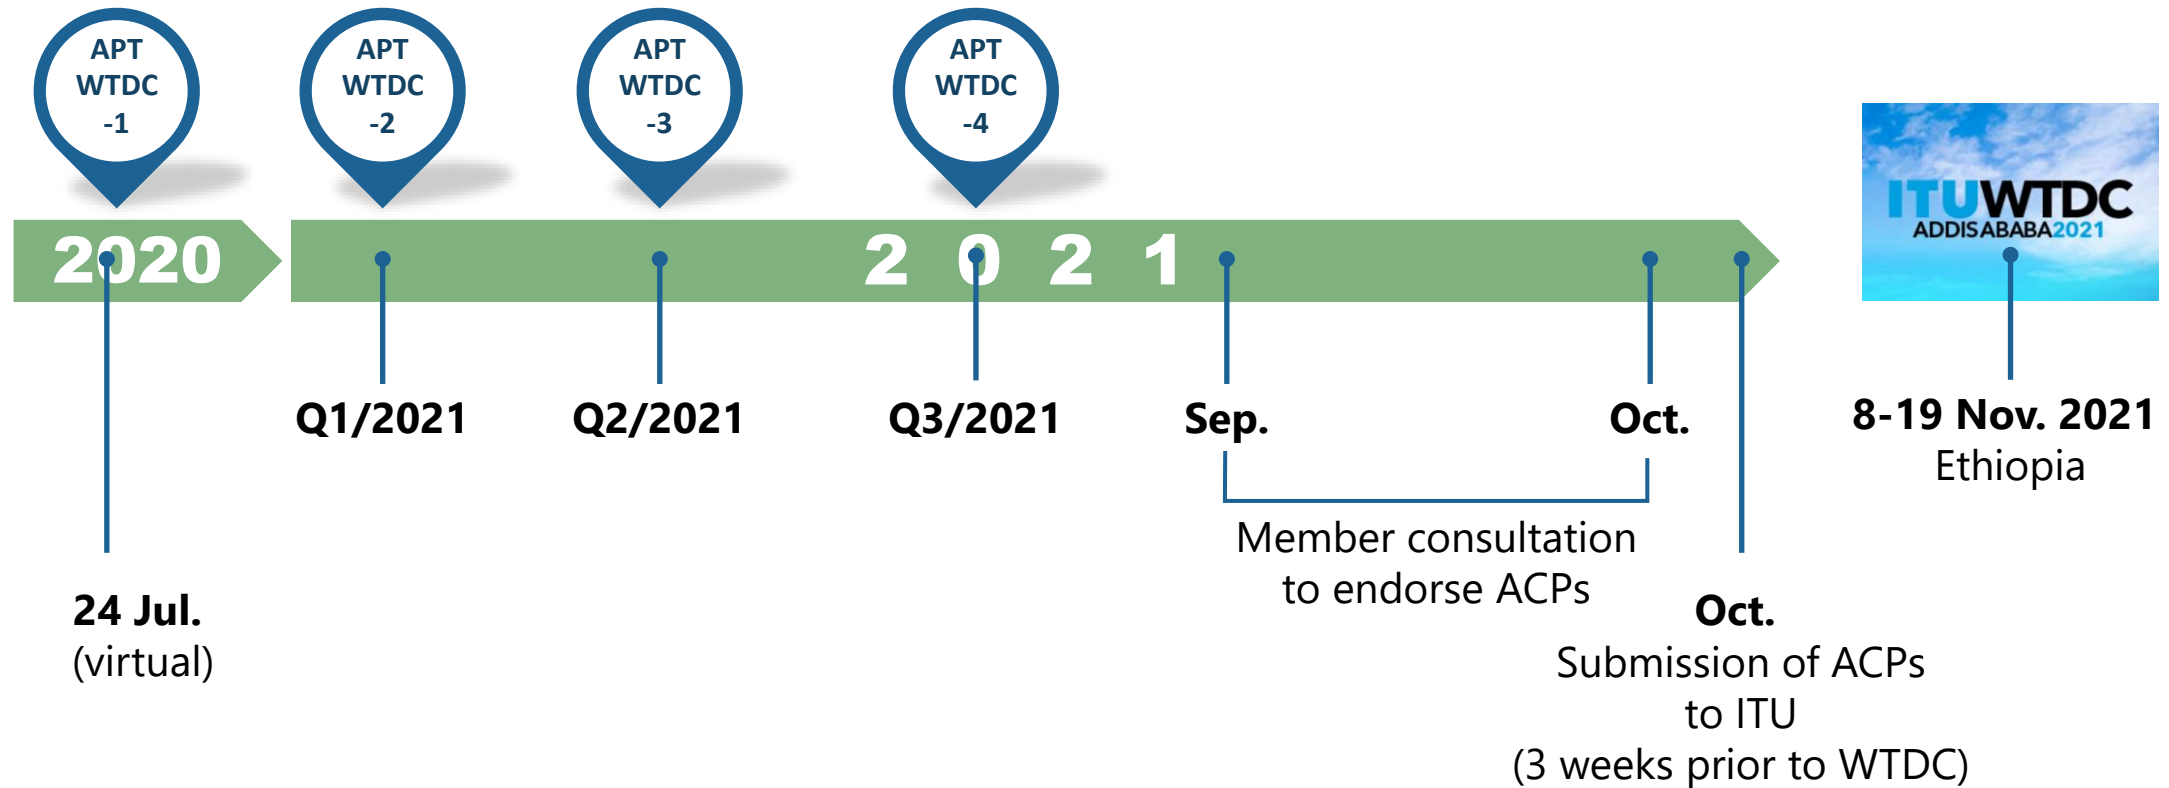 APT
WTDC
-1
APT
WTDC
-2
APT
WTDC
-3
APT
WTDC
-4
2020
2 0 2 1
ITUWTDC
ADDISABABA2021
24 Jul.
(virtual)
Q1/2021
Q2/2021
Q3/2021
Sep.
Oct.
Member consultation
to endorse ACPs
Oct.
Submission of ACPs
to ITU
(3 weeks prior to WTDC)
8-19 Nov. 2021
Ethiopia